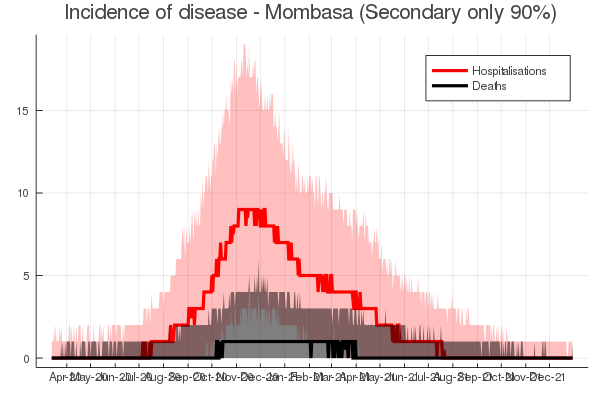 Incidence of disease - Mombasa (Secondary only 90%)
Hospitalisations
Deaths
15
10
5
0
Apr-20 May-20 Jun-20 Jul-20 Aug-20 Sep-20 Oct-20 Nov-20 Dec-20 Jan-21 Feb-21 Mar-21 Apr-21 May-21 Jun-21 Jul-21 Aug-21 Sep-21 Oct-21 Nov-21 Dec-21